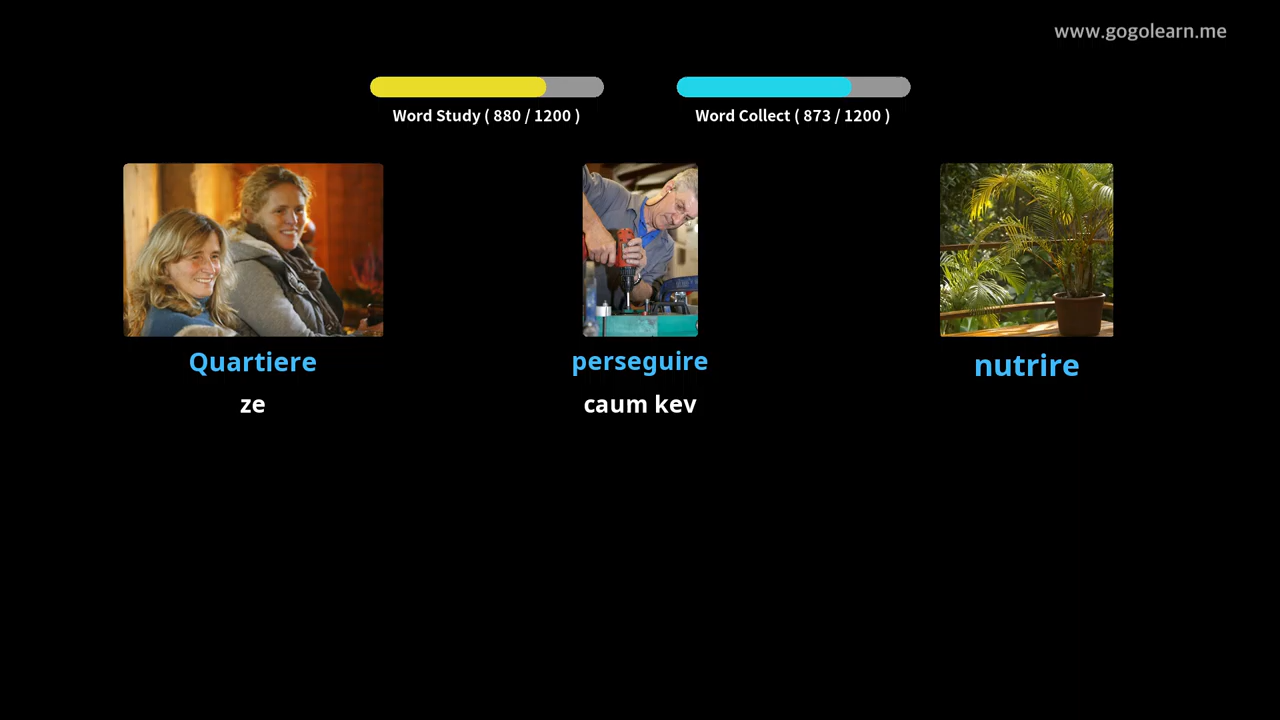 www.gogolearn.me
Word Study ( 880 / 1200 )
Word Collect ( 873 / 1200 )
Quartiere
perseguire
nutrire
ze
caum kev